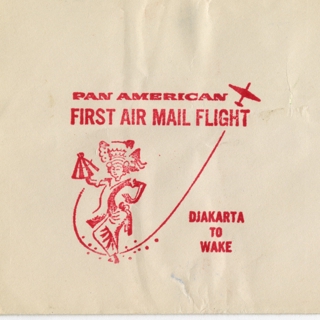 PAN AMERICAN
FIRST AIR MAIL FLIGHT
DJAKARTA
TO
WAKE